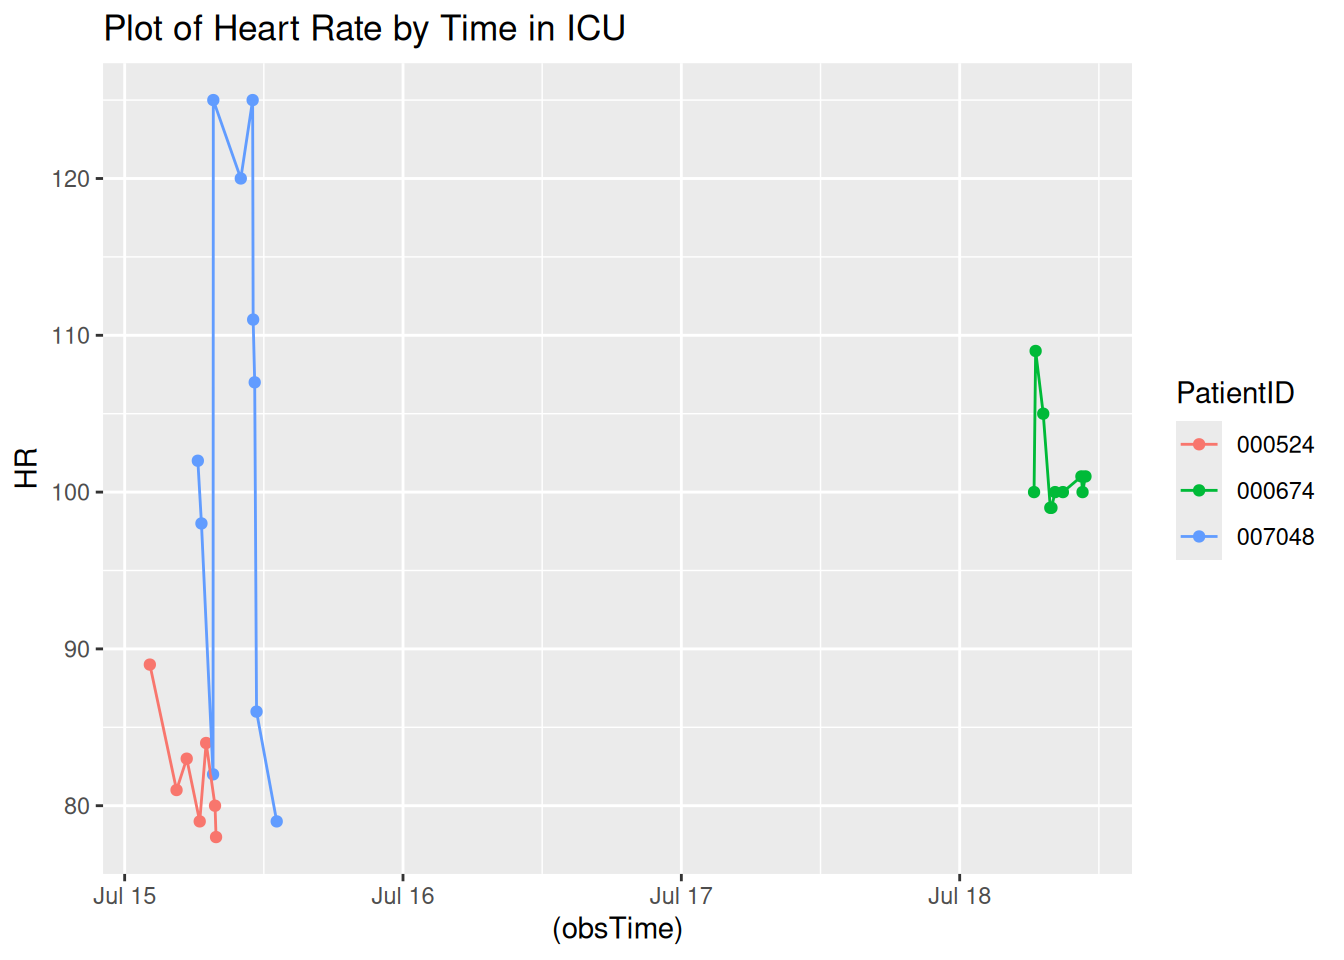 Plot of Heart Rate by Time in ICU
120
110
100
90
80
HR
Jul 15
Jul 16
Jul 17
Jul 18
(obsTime)
PatientID
000524
000674
007048